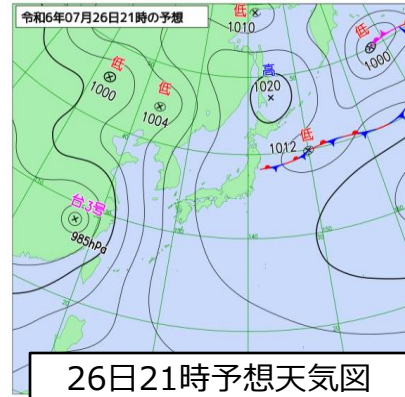 令和6年07月26日21時の予想
低
1010
低
1000
低
1000
低
1004
高
1020
低
1012
台3号
985hPa
26日21時予想天気図